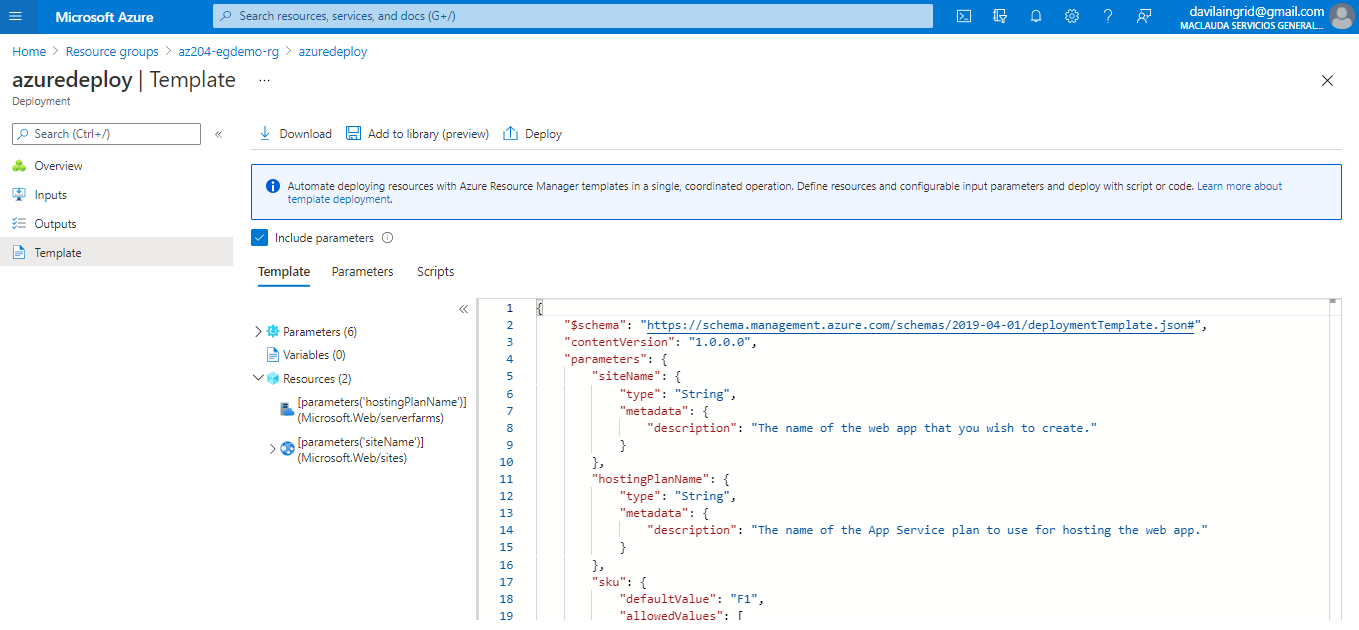 Microsoft Azure
Search resources, services, and docs (G+/)
davilaingrid@gmail.com
MACLAUDA SERVICIOS GENERAL...
Home > Resource groups > az204-egdemo-rg > azuredeploy
azuredeploy | Template ...
Deployment
Search (Ctrl+/)
«
Overview
Inputs
Outputs
Template
Download
Add to library (preview)
Deploy
Automate deploying resources with Azure Resource Manager templates in a single, coordinated operation. Define resources and configurable input parameters and deploy with script or code. Learn more about
template deployment.
Include parameters
Template
Parameters
Scripts
«
Parameters (6)
Variables (0)
Resources (2)
[parameters('hostingPlanName')]
(Microsoft.Web/serverfarms)
[parameters('siteName')]
(Microsoft.Web/sites)
1 {
2 "$schema": "https://schema.management.azure.com/schemas/2019-04-01/deploymentTemplate.json#",
3 "contentVersion": "1.0.0.0",
4 "parameters": {
5 "siteName": {
6 "type": "String",
7 "metadata": {
8 "description": "The name of the web app that you wish to create."
9 }
10 },
11 "hostingPlanName": {
12 "type": "String",
13 "metadata": {
14 "description": "The name of the App Service plan to use for hosting the web app."
15 }
16 },
17 "sku": {
18 "defaultValue": "F1",
19 "allowedValues": [